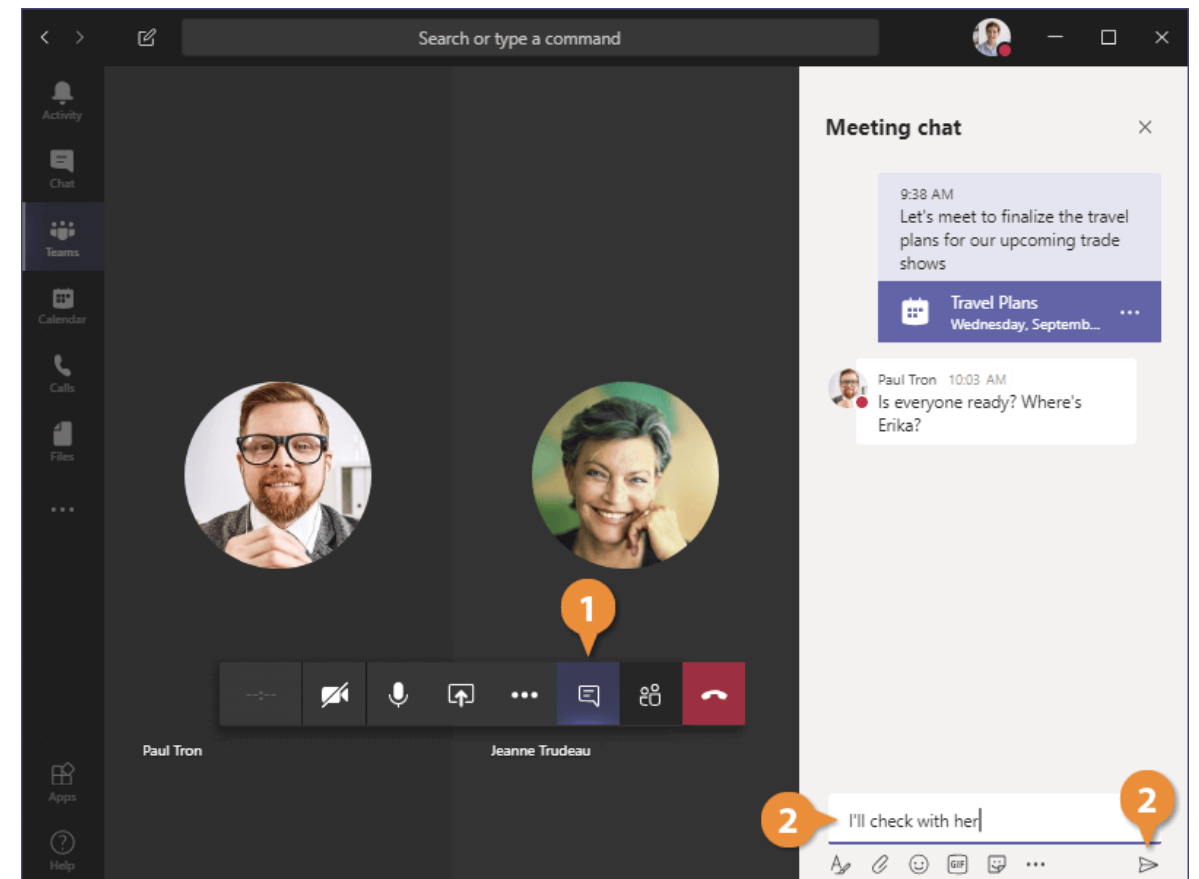 Search or type a command
Activity
Chat
Teams
Calendar
Calls
Files
Apps
Help
Paul Tron
Jeanne Trudeau
1
--:--
Meeting chat
9:38 AM
Let's meet to finalize the travel
plans for our upcoming trade
shows
Travel Plans
Wednesday, Septemb...
Paul Tron 10:03 AM
Is everyone ready? Where's
Erika?
2
I'll check with her
2
GIF